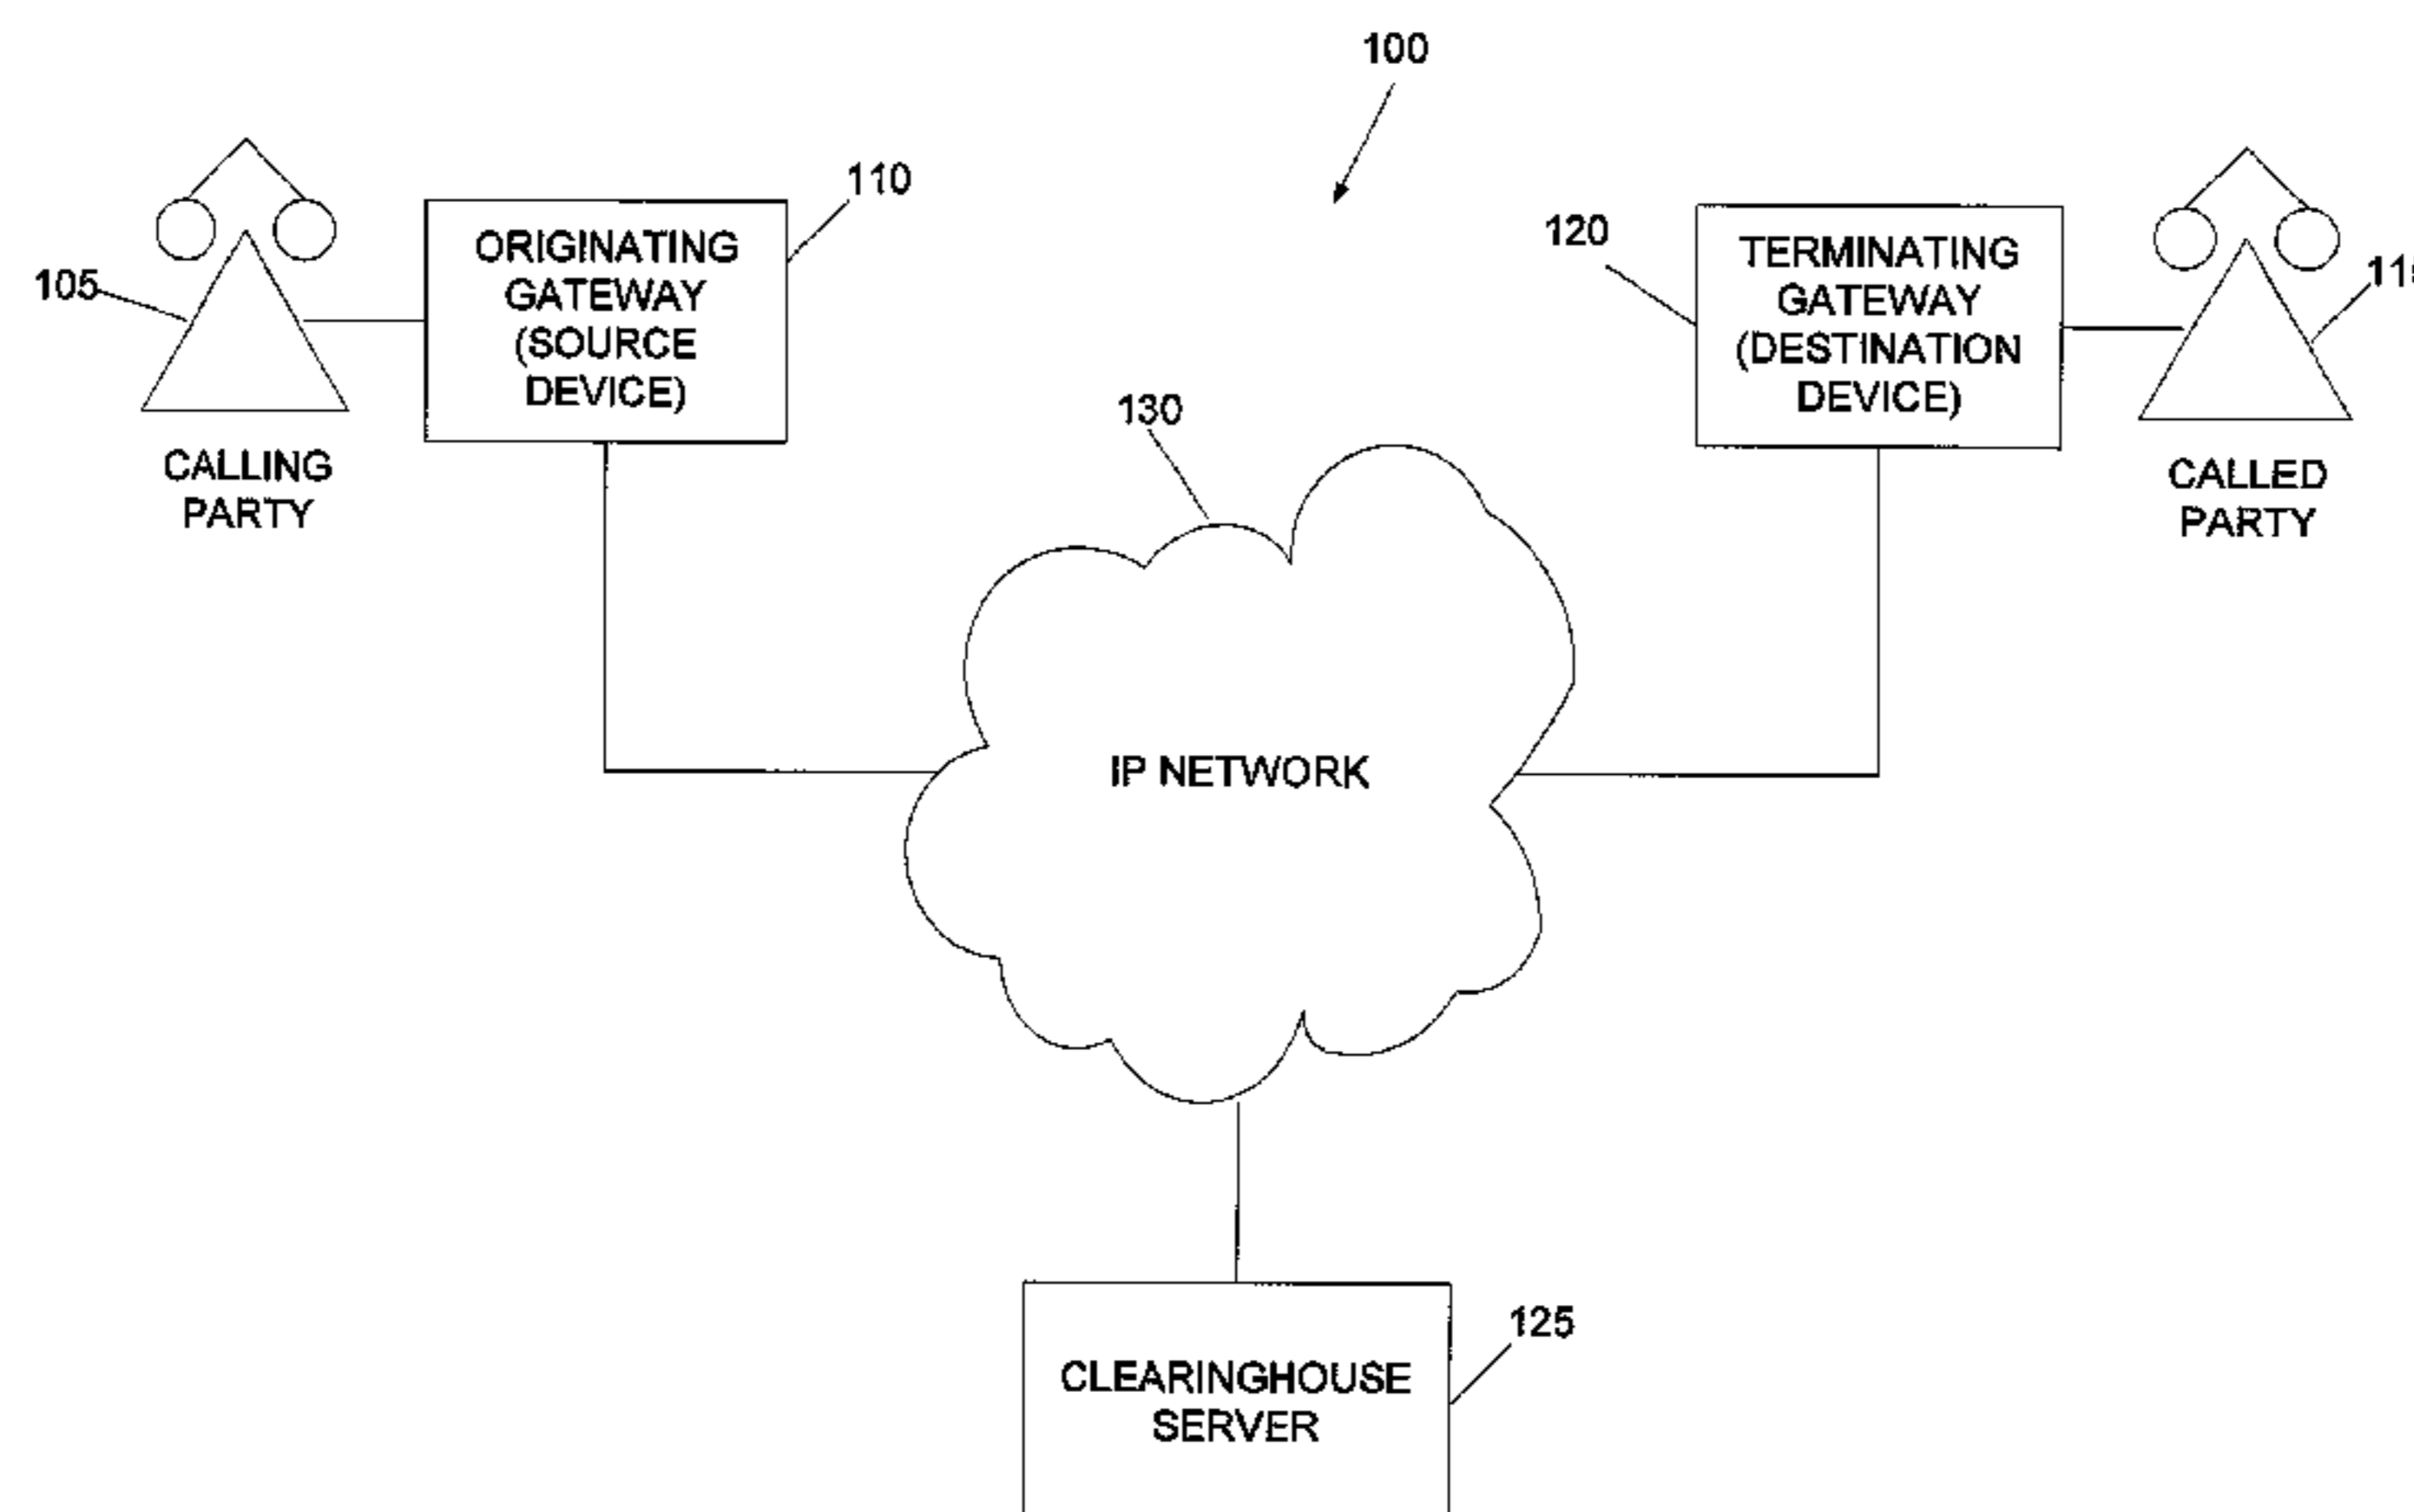 100
110
ORIGINATING
GATEWAY
(SOURCE
DEVICE)
105
CALLING
PARTY
120
TERMINATING
GATEWAY
(DESTINATION
DEVICE)
CALLED
PARTY
130
IP NETWORK
125
CLEARINGHOUSE
SERVER